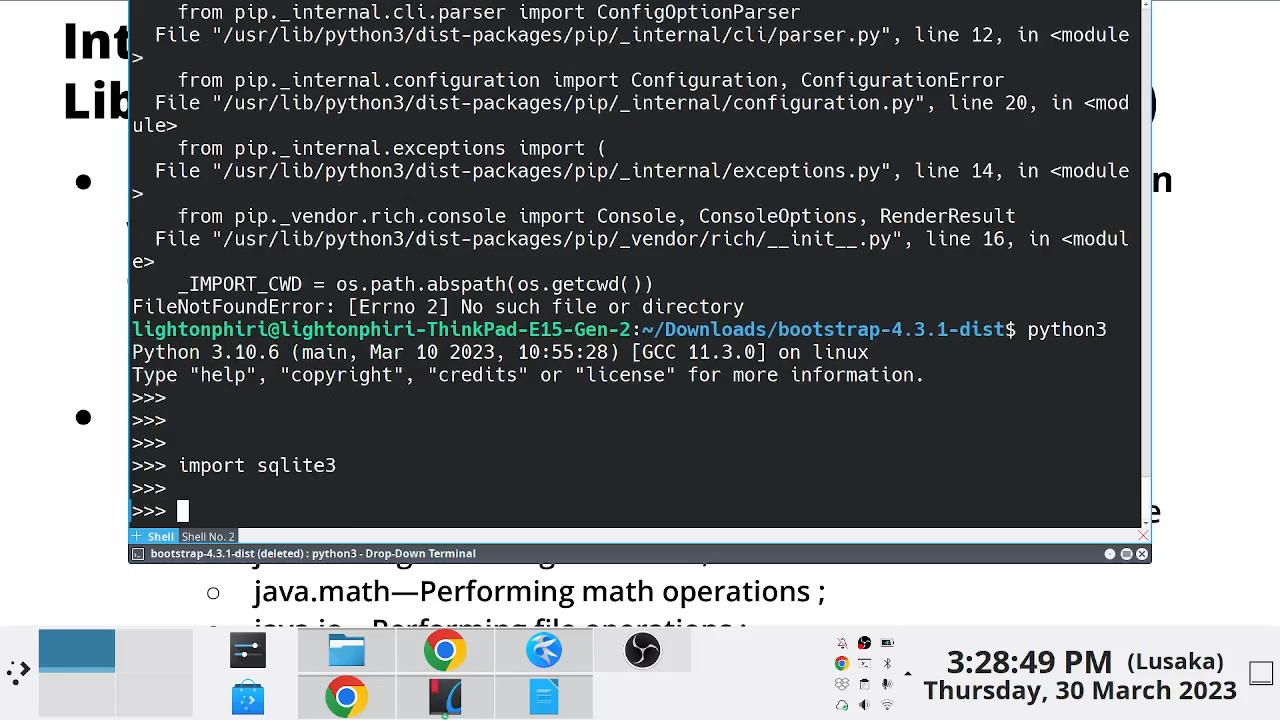 from pip._internal.cli.parser import ConfigOptionParser
File "/usr/lib/python3/dist-packages/pip/_internal/cli/parser.py", line 12, in <module
>
from pip._internal.configuration import Configuration, ConfigurationError
File "/usr/lib/python3/dist-packages/pip/_internal/configuration.py", line 20, in <mod
ule>
from pip._internal.exceptions import (
File "/usr/lib/python3/dist-packages/pip/_internal/exceptions.py", line 14, in <module
>
from pip._vendor.rich.console import Console, ConsoleOptions, RenderResult
File "/usr/lib/python3/dist-packages/pip/_vendor/rich/__init__.py", line 16, in <modul
e>
_IMPORT_CWD = os.path.abspath(os.getcwd())
FileNotFoundError: [Errno 2] No such file or directory
lightonphiri@lightonphiri-ThinkPad-E15-Gen-2:~/Downloads/bootstrap-4.3.1-dist$ python3
Python 3.10.6 (main, Mar 10 2023, 10:55:28) [GCC 11.3.0] on linux
Type "help", "copyright", "credits" or "license" for more information.
>>>
>>>
>>>
>>> import sqlite3
>>>
>>>
Shell Shell No. 2
bootstrap-4.3.1-dist (deleted) : python3 - Drop-Down Terminal
java.math—Performing math operations ;
3:28:49 PM (Lusaka)
Thursday, 30 March 2023